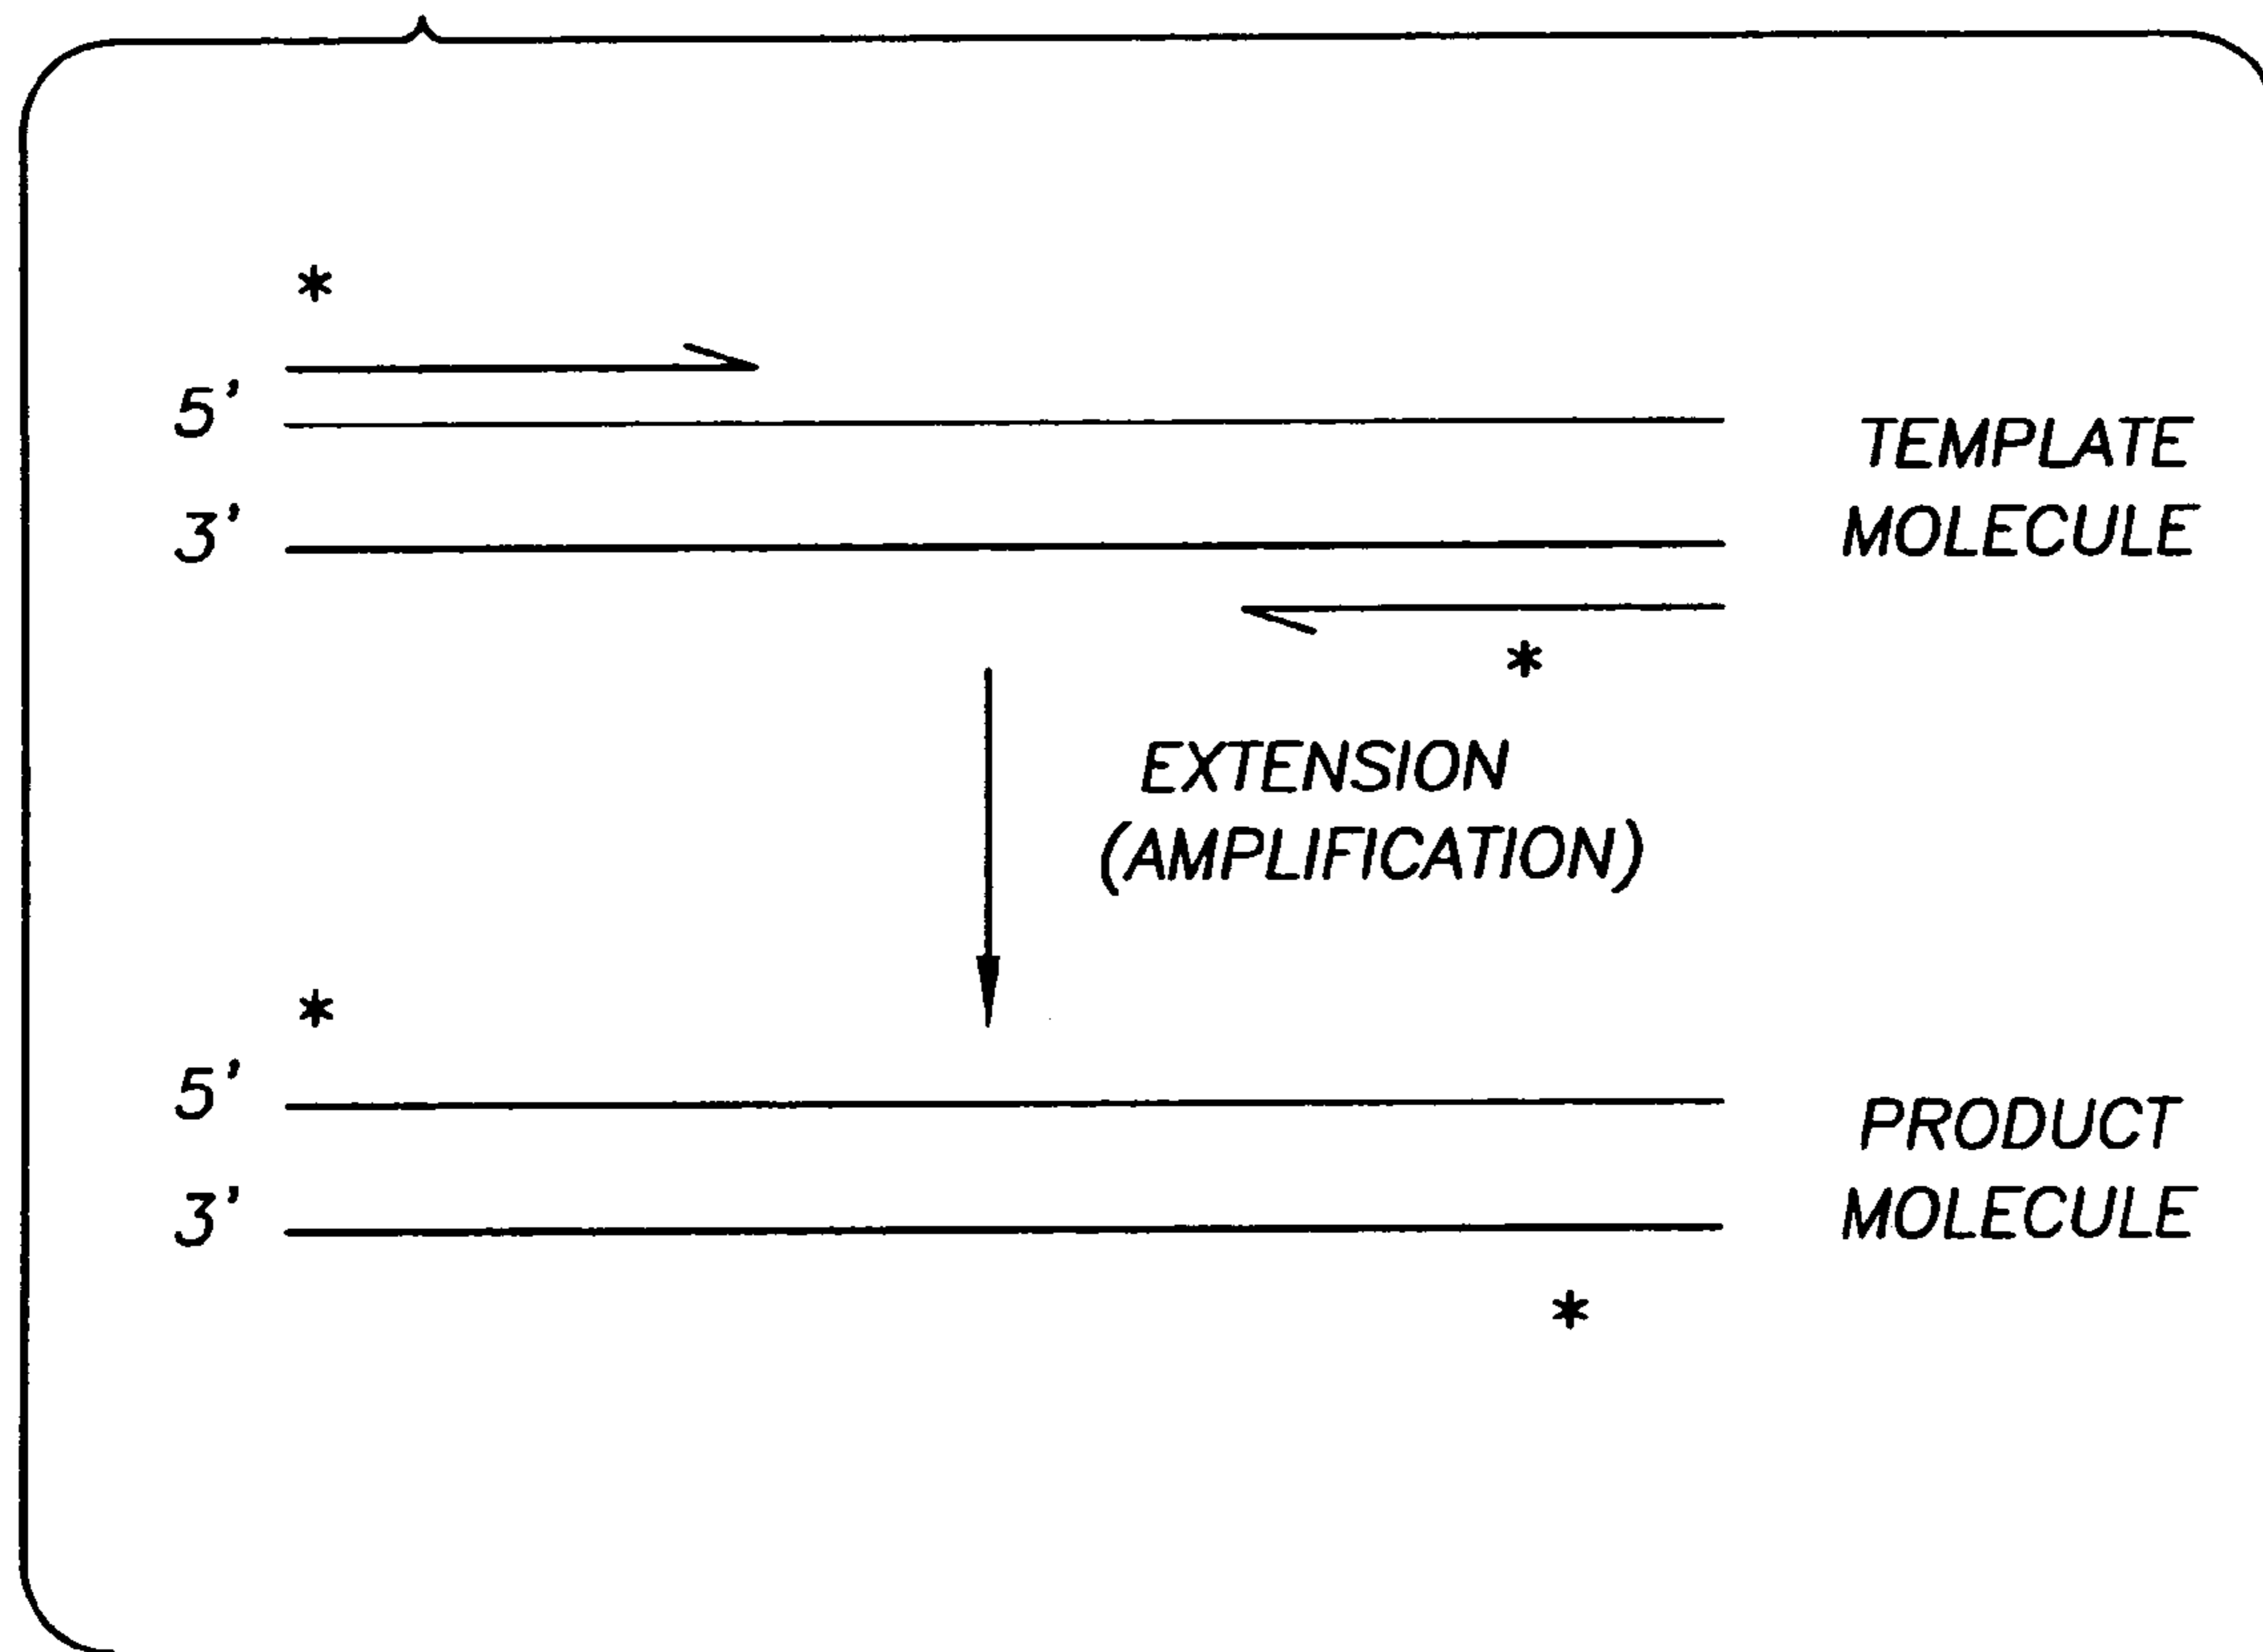 *
5'
TEMPLATE
3'
MOLECULE
*
EXTENSION
(AMPLIFICATION)
*
5'
PRODUCT
3'
MOLECULE
*